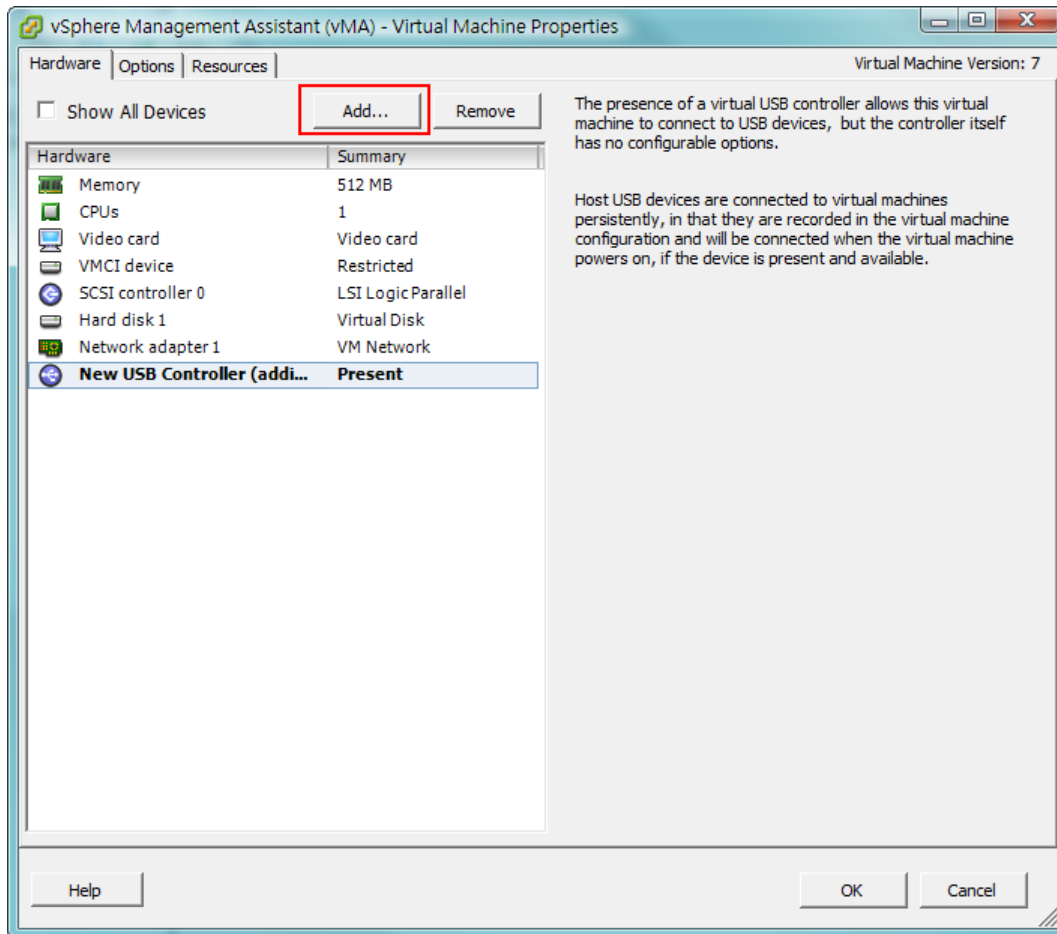 vSphere Management Assistant (vMA) - Virtual Machine Properties
Hardware Options Resources Virtual Machine Version: 7
Show All Devices Add... Remove
Hardware Summary
Memory 512 MB
CPUs 1
Video card Video card
VMCI device Restricted
SCSI controller 0 LSI Logic Parallel
Hard disk 1 Virtual Disk
Network adapter 1 VM Network
New USB Controller (addi... Present
The presence of a virtual USB controller allows this virtual
machine to connect to USB devices, but the controller itself
has no configurable options.
Host USB devices are connected to virtual machines
persistently, in that they are recorded in the virtual machine
configuration and will be connected when the virtual machine
powers on, if the device is present and available.
Help OK Cancel